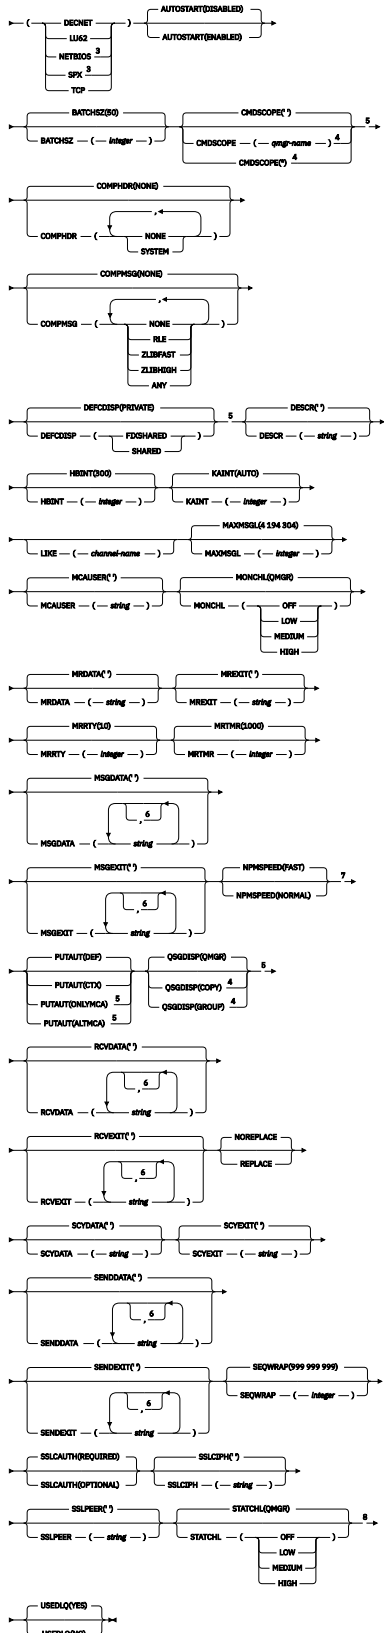 ( DECNET ) AUTOSTART(DISABLED)
LU62 AUTOSTART(ENABLED)
NETBIOS 3
SPX 3
TCP
BATCHSZ(50) CMDSCOPE(' ') 5
BATCHSZ ( integer ) CMDSCOPE ( qmgr-name ) 4
CMDSCOPE(*) 4
COMPHDR(NONE)
,
COMPHDR ( NONE )
SYSTEM
COMPMSG(NONE)
,
COMPMSG ( NONE )
RLE
ZLIBFAST
ZLIBHIGH
ANY
DEFCDISP(PRIVATE) 5 DESCR(' ')
DEFCDISP ( FIXSHARED ) DESCR ( string )
SHARED
HBINT(300) KAINT(AUTO)
HBINT ( integer ) KAINT ( integer )
MAXMSGL(4 194 304)
LIKE ( channel-name ) MAXMSGL ( integer )
MCAUSER(' ') MONCHL(QMGR)
MCAUSER ( string ) MONCHL ( OFF )
LOW
MEDIUM
HIGH
MRDATA(' ') MREXIT(' ')
MRDATA ( string ) MREXIT ( string )
MRRTY(10) MRTMR(1000)
MRRTY ( integer ) MRTMR ( integer )
MSGDATA(' ')
, 6
MSGDATA ( string )
MSGEXIT(' ') NPMSPEED(FAST) 7
, 6 NPMSPEED(NORMAL)
MSGEXIT ( string )
PUTAUT(DEF) QSGDISP(QMGR) 5
PUTAUT(CTX) QSGDISP(COPY) 4
PUTAUT(ONLYMCA) 5 QSGDISP(GROUP) 4
PUTAUT(ALTMCA) 5
RCVDATA(' ')
, 6
RCVDATA ( string )
RCVEXIT(' ') NOREPLACE
, 6 REPLACE
RCVEXIT ( string )
SCYDATA(' ') SCYEXIT(' ')
SCYDATA ( string ) SCYEXIT ( string )
SENDDATA(' ')
, 6
SENDDATA ( string )
SENDEXIT(' ') SEQWRAP(999 999 999)
, 6 SEQWRAP ( integer )
SENDEXIT ( string )
SSLCAUTH(REQUIRED) SSLCIPH(' ')
SSLCAUTH(OPTIONAL) SSLCIPH ( string )
SSLPEER(' ') STATCHL(QMGR) 8
SSLPEER ( string ) STATCHL ( OFF )
LOW
MEDIUM
HIGH
USEDLQ(YES)